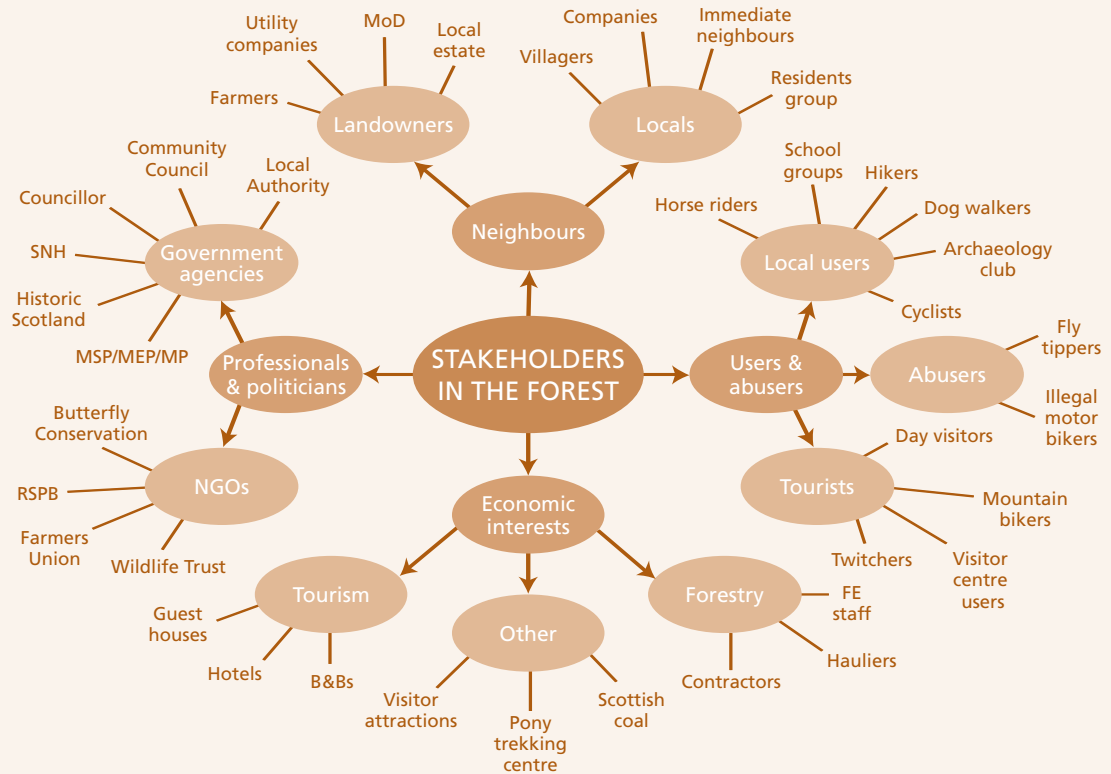 STAKEHOLDERS
IN THE FOREST
Neighbours
Landowners
Farmers
Utility
companies
MoD
Local
estate
Locals
Villagers
Companies
Immediate
neighbours
Residents
group
Users &
abusers
Local users
Horse riders
School
groups
Hikers
Dog walkers
Archaeology
club
Cyclists
Abusers
Fly
tippers
Illegal
motor
bikers
Tourists
Day visitors
Mountain
bikers
Visitor
centre
users
Twitchers
Economic
interests
Forestry
FE
staff
Hauliers
Contractors
Other
Scottish
coal
Pony
trekking
centre
Visitor
attractions
Tourism
B&Bs
Hotels
Guest
houses
Professionals
& politicians
NGOs
Wildlife Trust
Farmers
Union
RSPB
Butterfly
Conservation
Government
agencies
MSP/MEP/MP
Historic
Scotland
SNH
Councillor
Community
Council
Local
Authority